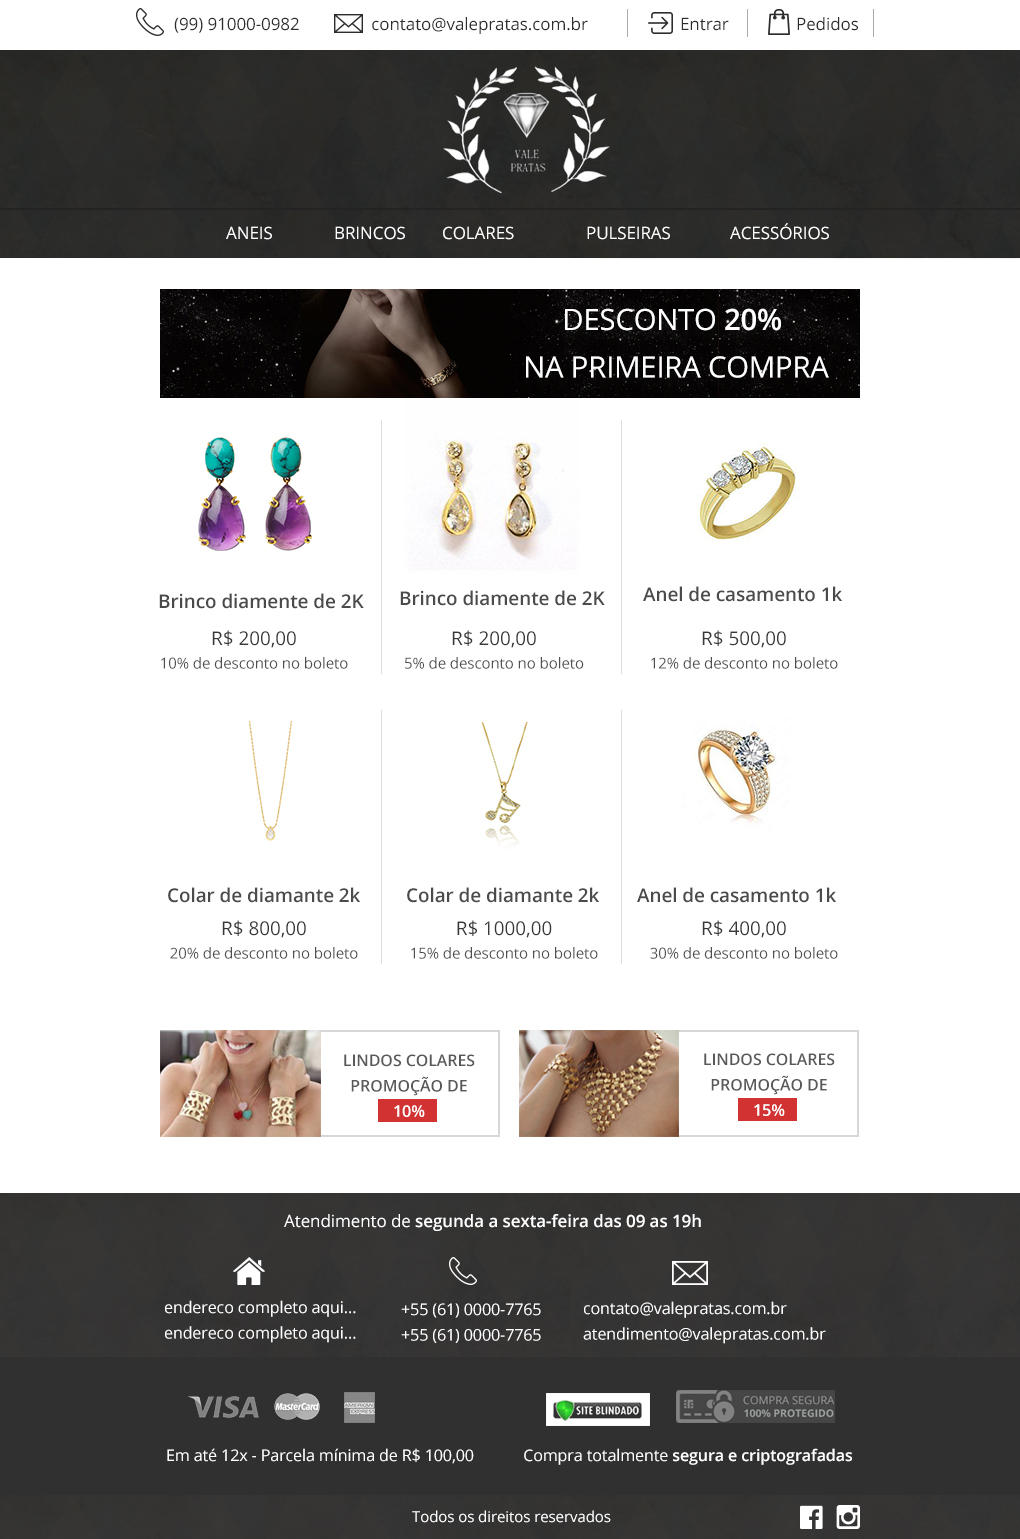 (99) 91000-0982 contato@valepratas.com.br Entrar Pedidos
VALE
PRATAS
ANEIS BRINCOS COLARES PULSEIRAS ACESSÓRIOS
DESCONTO 20%
NA PRIMEIRA COMPRA
Brinco diamente de 2K
R$ 200,00
10% de desconto no boleto
Brinco diamente de 2K
R$ 200,00
5% de desconto no boleto
Anel de casamento 1k
R$ 500,00
12% de desconto no boleto
Colar de diamante 2k
R$ 800,00
20% de desconto no boleto
Colar de diamante 2k
R$ 1000,00
15% de desconto no boleto
Anel de casamento 1k
R$ 400,00
30% de desconto no boleto
LINDOS COLARES
PROMOÇÃO DE
10%
LINDOS COLARES
PROMOÇÃO DE
15%
Atendimento de segunda a sexta-feira das 09 as 19h
endereco completo aqui...
endereco completo aqui...
+55 (61) 0000-7765
+55 (61) 0000-7765
contato@valepratas.com.br
atendimento@valepratas.com.br
VISA MasterCard AMERICAN EXPRESS
SITE BLINDADO
COMPRA SEGURA
100% PROTEGIDO
Em até 12x - Parcela mínima de R$ 100,00
Compra totalmente segura e criptografadas
Todos os direitos reservados